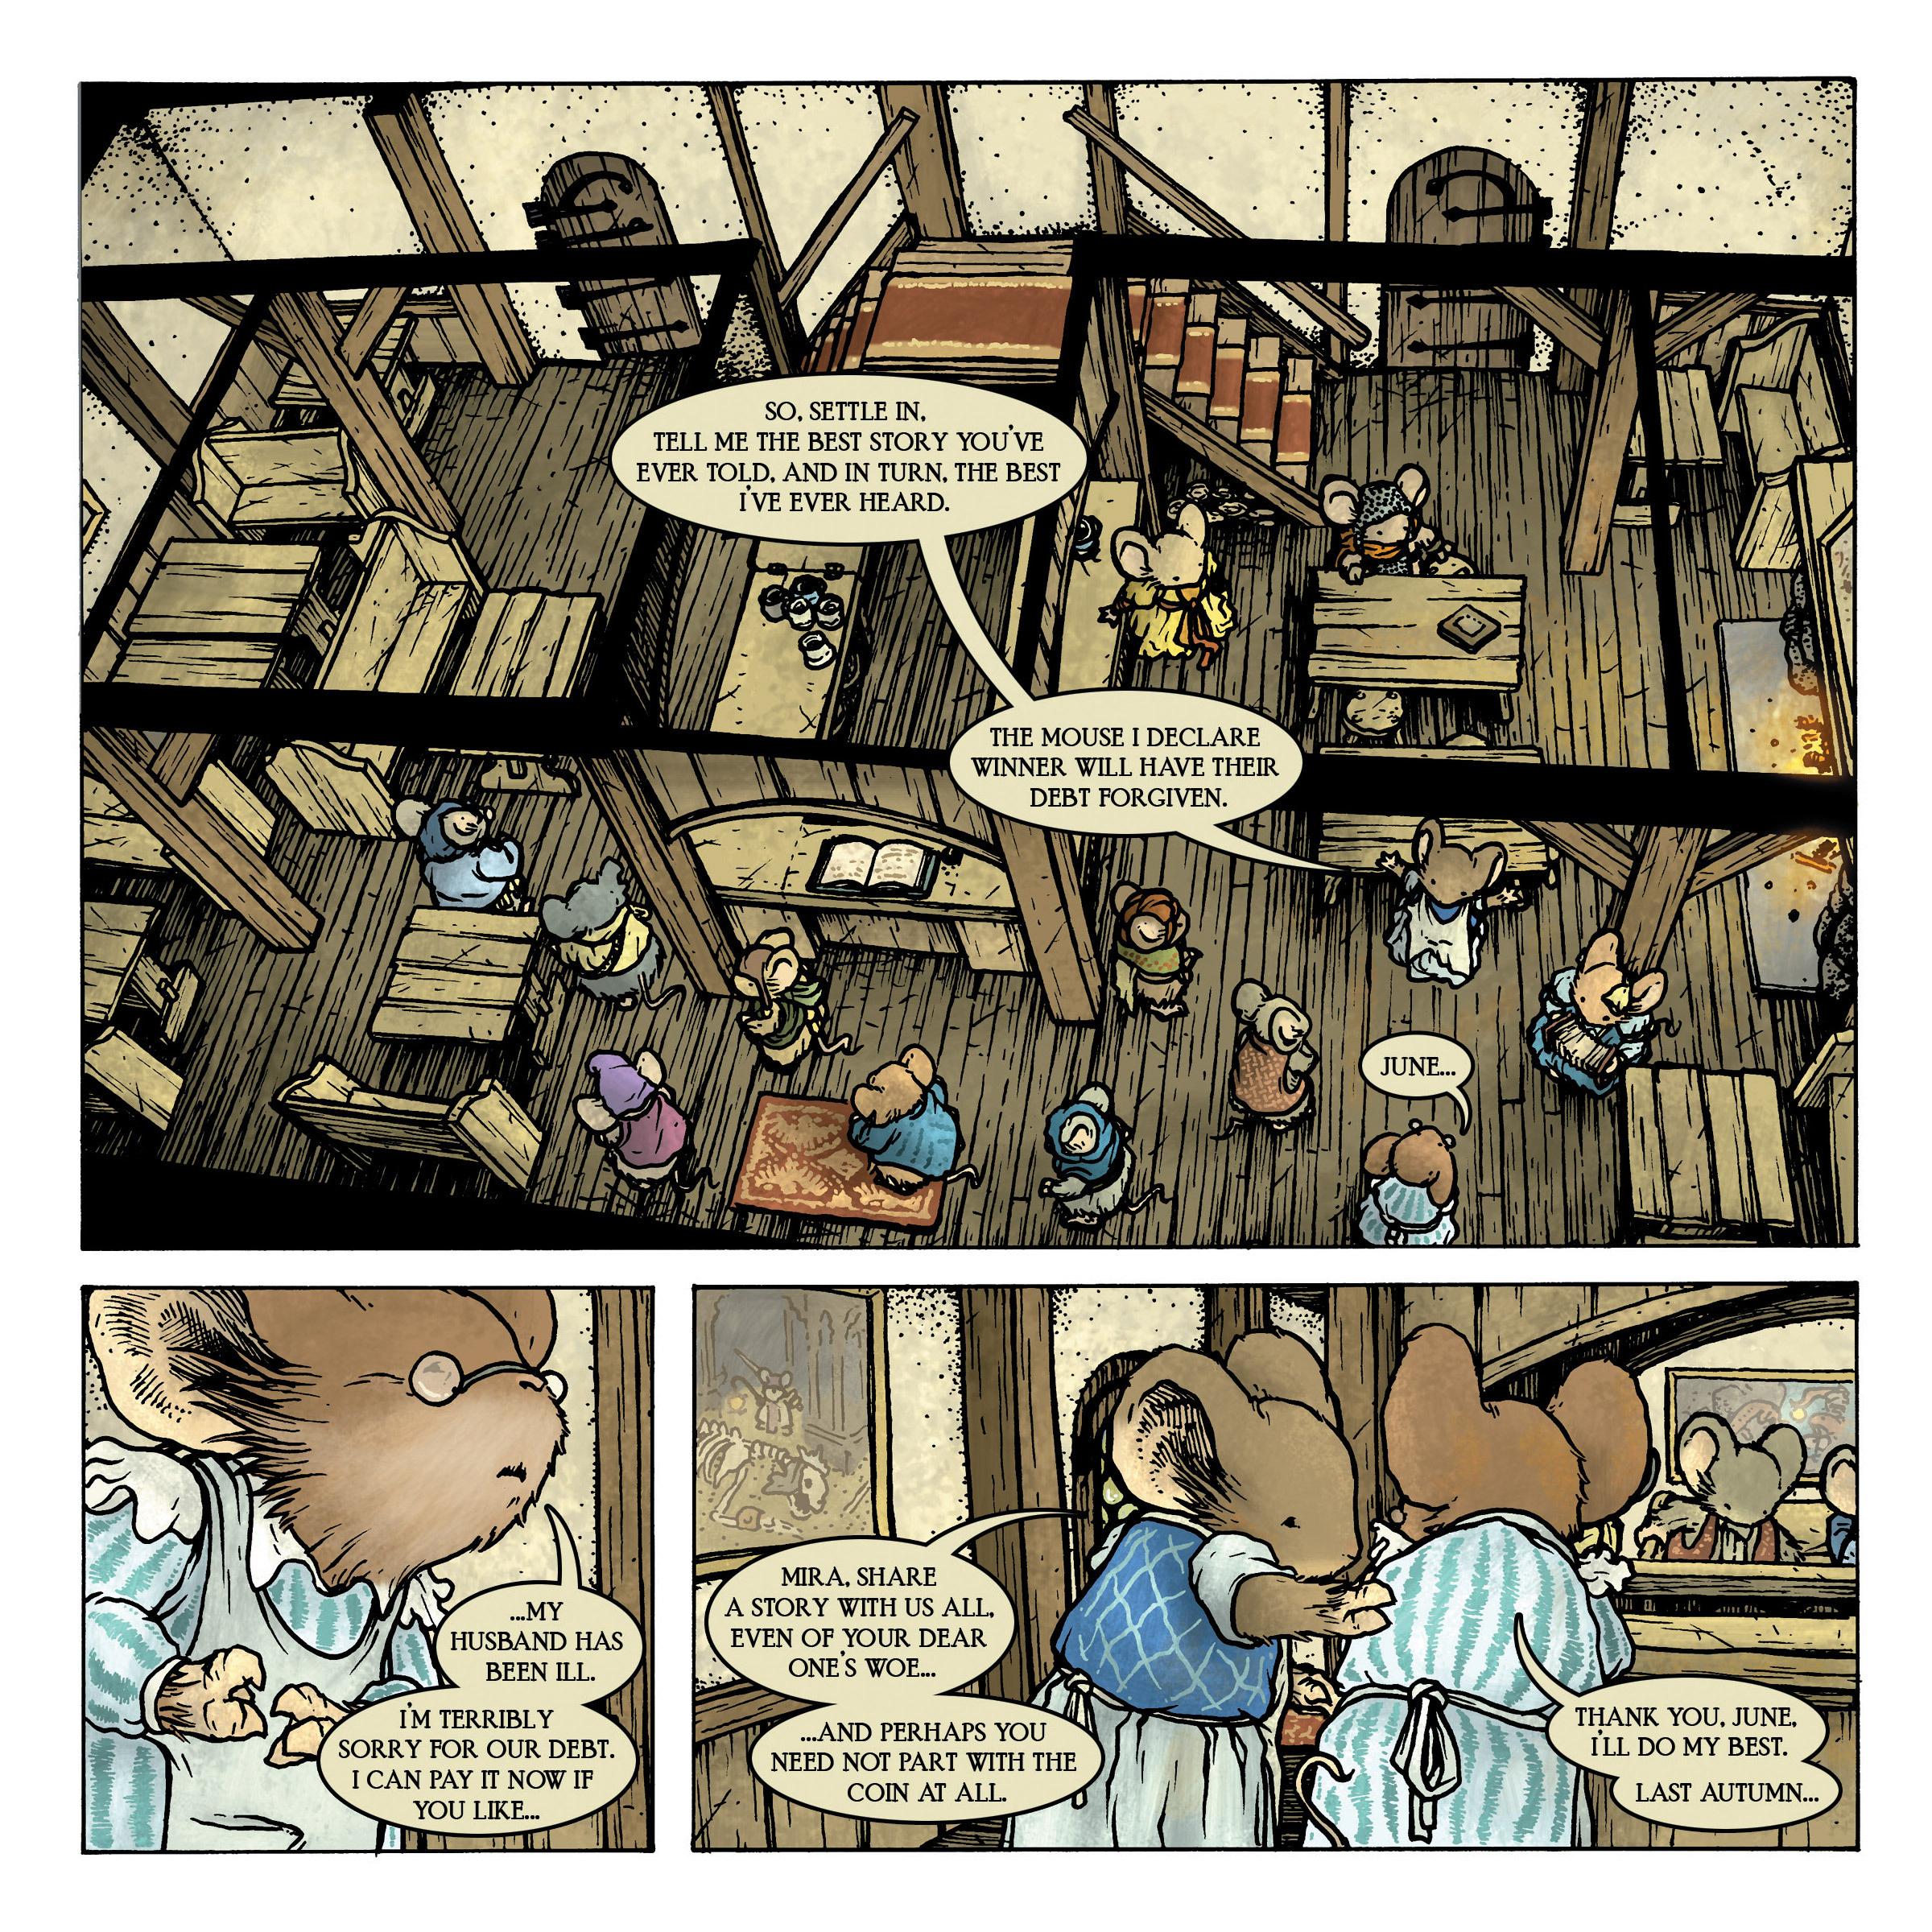 SO, SETTLE IN,
TELL ME THE BEST STORY YOU'VE
EVER TOLD, AND IN TURN, THE BEST
I'VE EVER HEARD.
THE MOUSE I DECLARE
WINNER WILL HAVE THEIR
DEBT FORGIVEN.
JUNE...
...MY
HUSBAND HAS
BEEN ILL.
I'M TERRIBLY
SORRY FOR OUR DEBT.
I CAN PAY IT NOW IF
YOU LIKE...
MIRA, SHARE
A STORY WITH US ALL,
EVEN OF YOUR DEAR
ONE'S WOE...
...AND PERHAPS YOU
NEED NOT PART WITH THE
COIN AT ALL.
THANK YOU, JUNE,
I'LL DO MY BEST.
LAST AUTUMN...